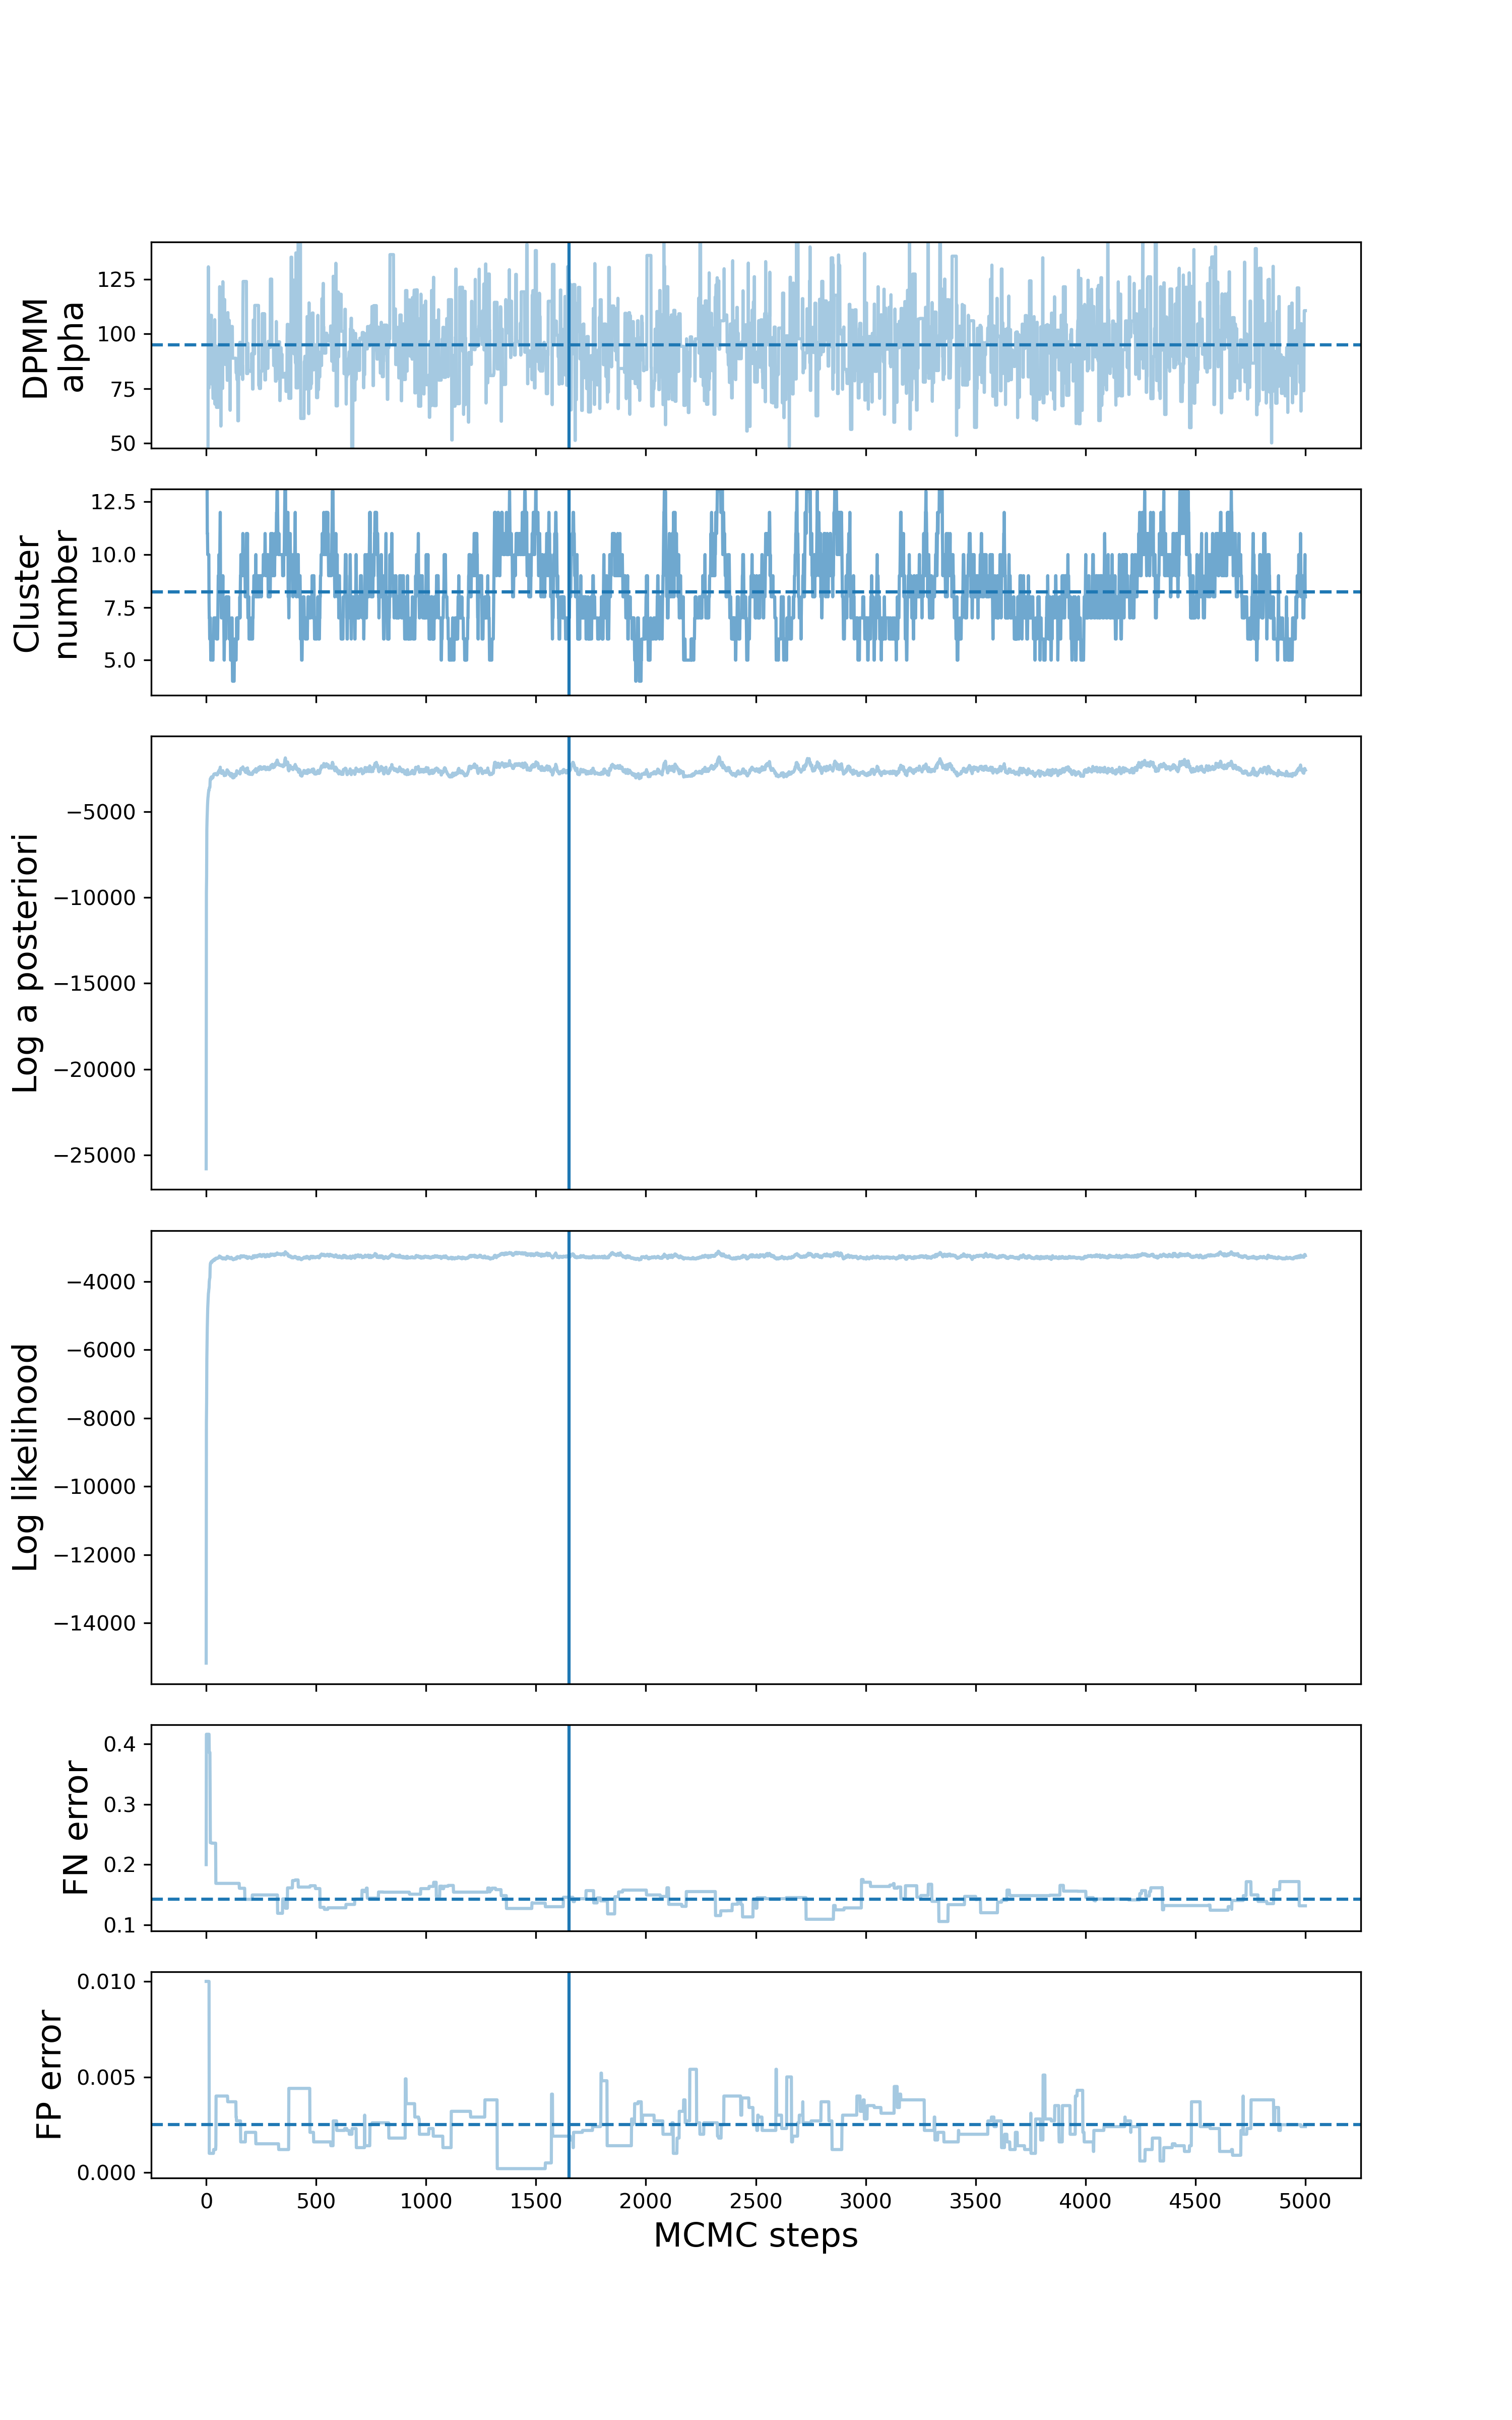 DPMM
alpha
125
100
75
50
Cluster
number
12.5
10.0
7.5
5.0
Log a posteriori
−5000
−10000
−15000
−20000
−25000
Log likelihood
−4000
−6000
−8000
−10000
−12000
−14000
FN error
0.4
0.3
0.2
0.1
FP error
0.010
0.005
0.000
0 500 1000 1500 2000 2500 3000 3500 4000 4500 5000
MCMC steps